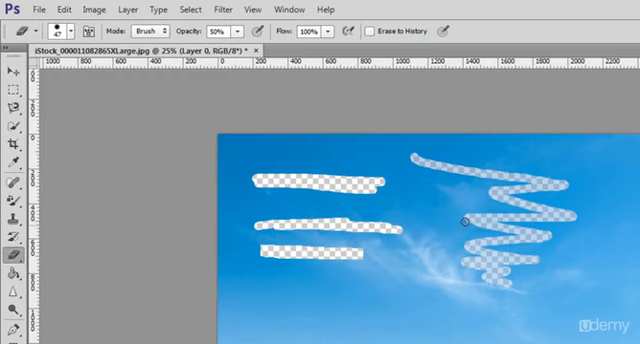 Ps File Edit Image Layer Type Select Filter View Window Help
47 Mode: Brush Opacity: 50% Flow: 100% Erase to History
iStock_000011082865XLarge.jpg @ 25% (Layer 0, RGB/8*) * ×
1000 800 600 400 200 0 200 400 600 800 1000 1200 1400 1600 1800 2000 2200
udemy